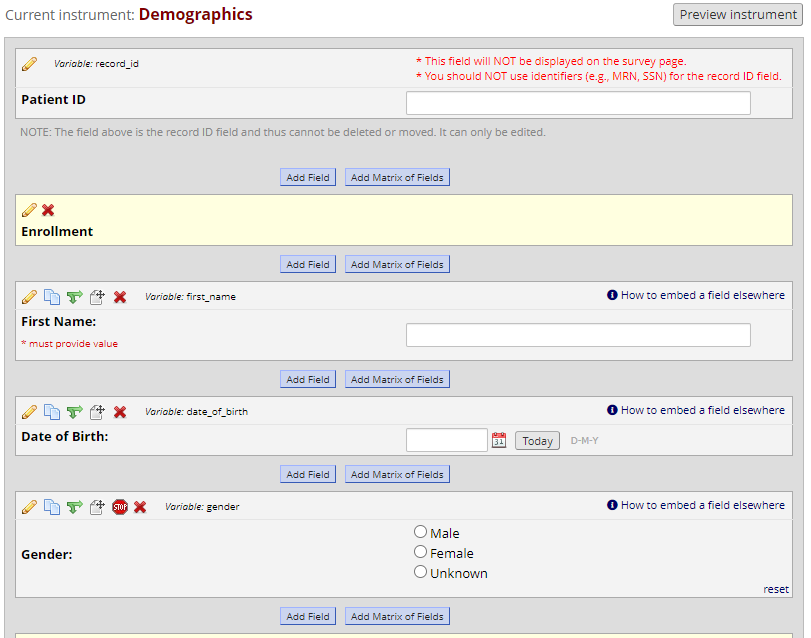 Current instrument: Demographics
Preview instrument
Variable: record_id
* This field will NOT be displayed on the survey page.
* You should NOT use identifiers (e.g., MRN, SSN) for the record ID field.
Patient ID
NOTE: The field above is the record ID field and thus cannot be deleted or moved. It can only be edited.
Add Field Add Matrix of Fields
Enrollment
Add Field Add Matrix of Fields
Variable: first_name
How to embed a field elsewhere
First Name:
* must provide value
Add Field Add Matrix of Fields
Variable: date_of_birth
How to embed a field elsewhere
Date of Birth:
31
Today D-M-Y
Add Field Add Matrix of Fields
STOP
Variable: gender
How to embed a field elsewhere
Gender:
Male
Female
Unknown
reset
Add Field Add Matrix of Fields